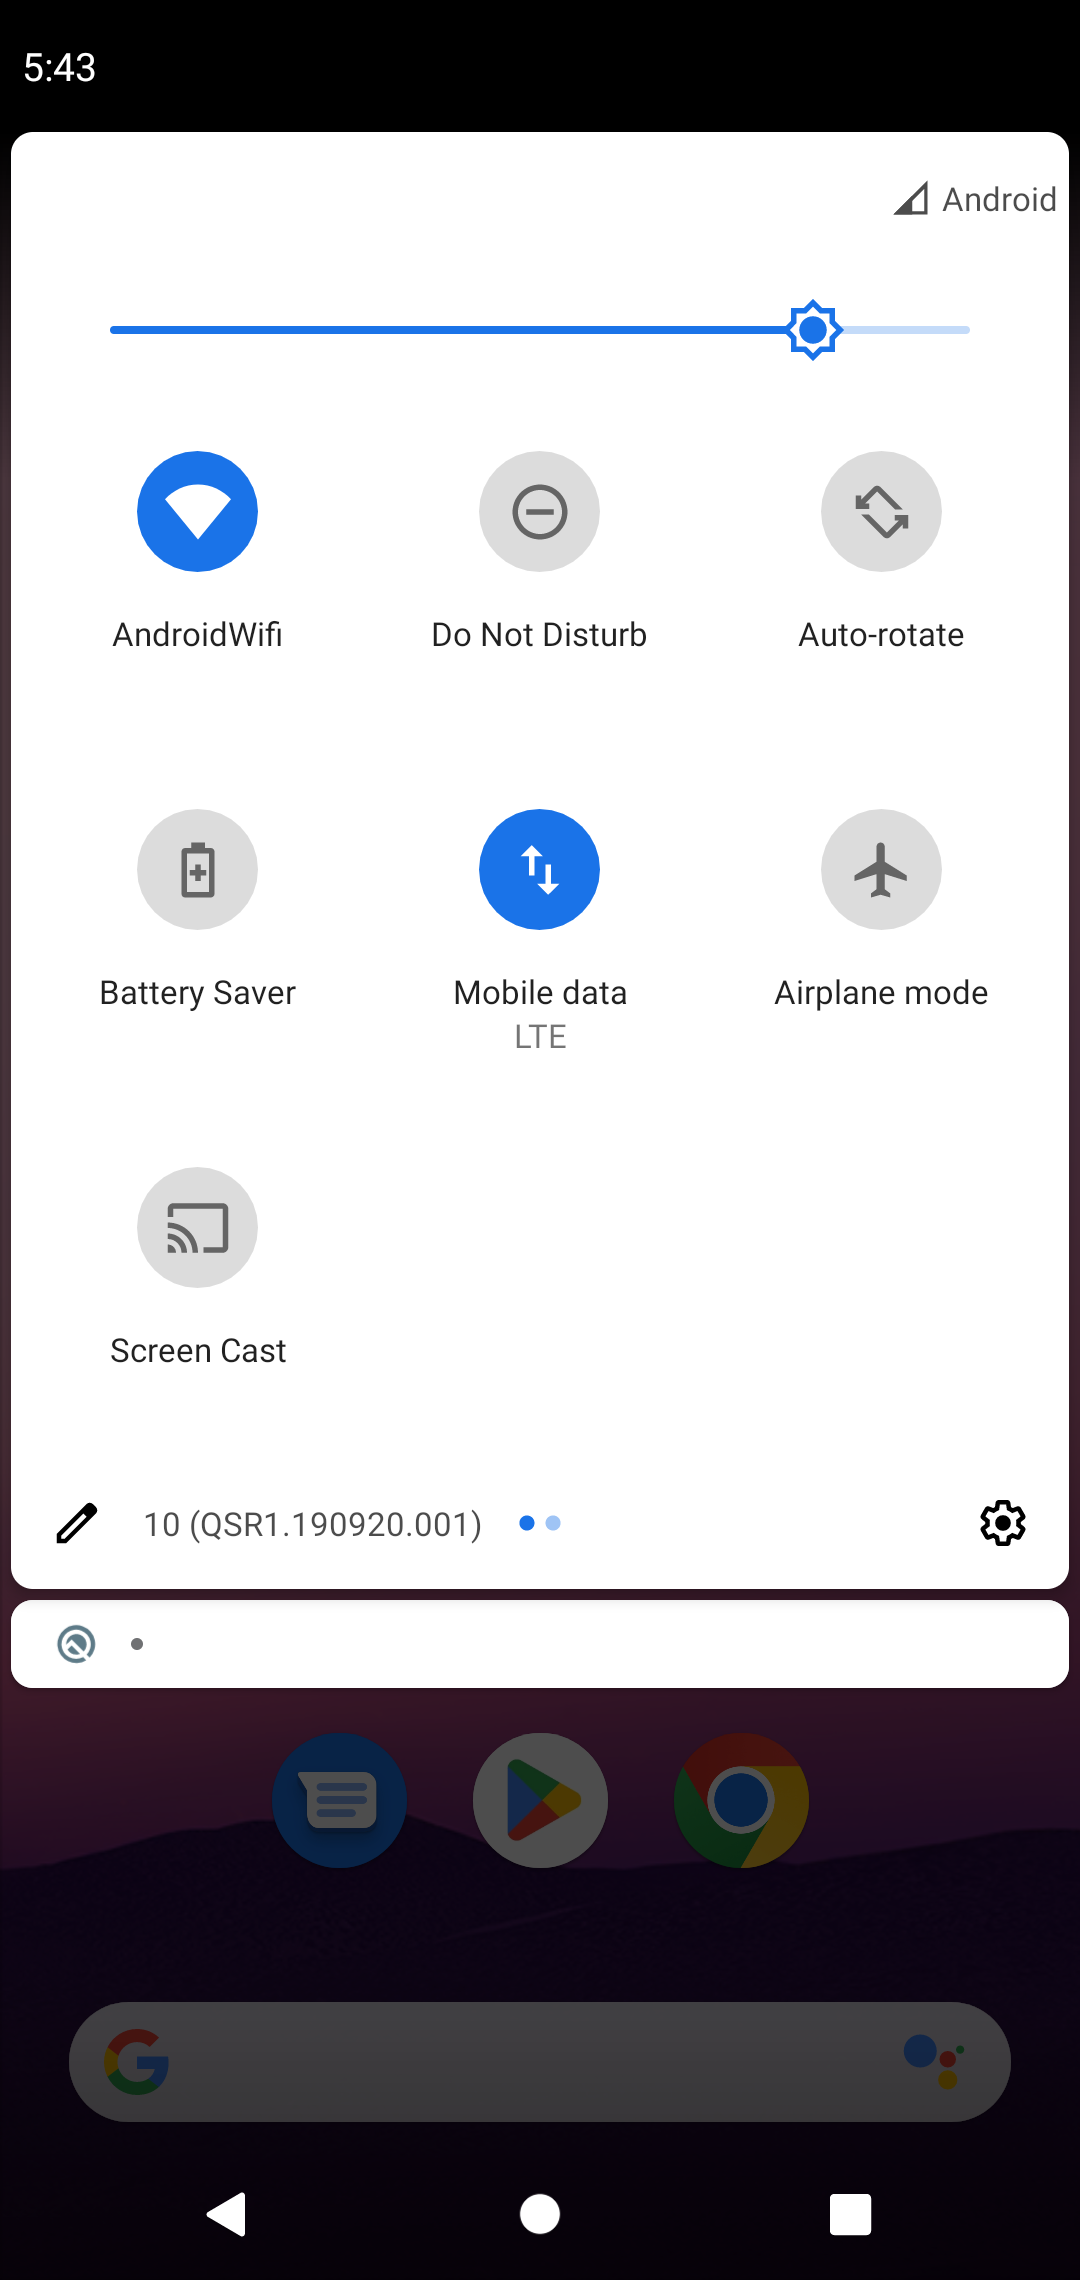 5:43
Android
AndroidWifi
Do Not Disturb
Auto-rotate
Battery Saver
Mobile data
LTE
Airplane mode
Screen Cast
10 (QSR1.190920.001)